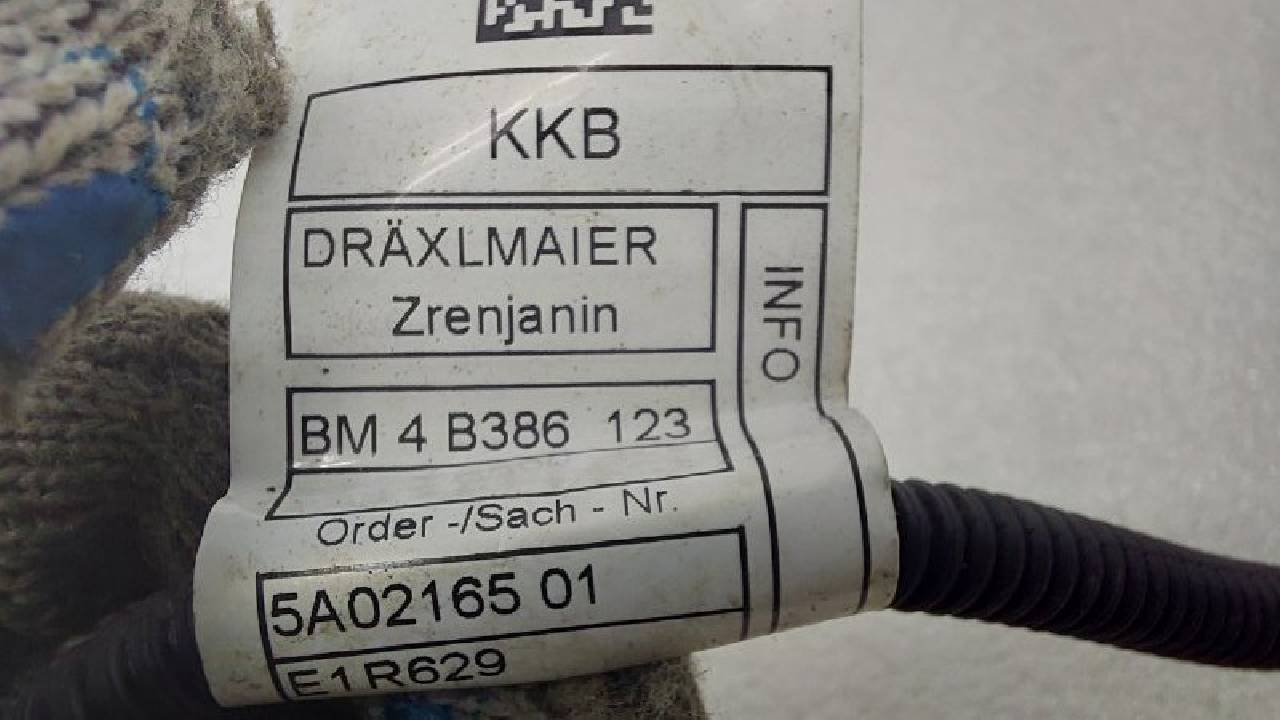 KKB
DRÄXLMAIER
Zrenjanin
INFO
BM 4 B386 123
Order -/Sach - Nr.
5A02165 01
E1R629